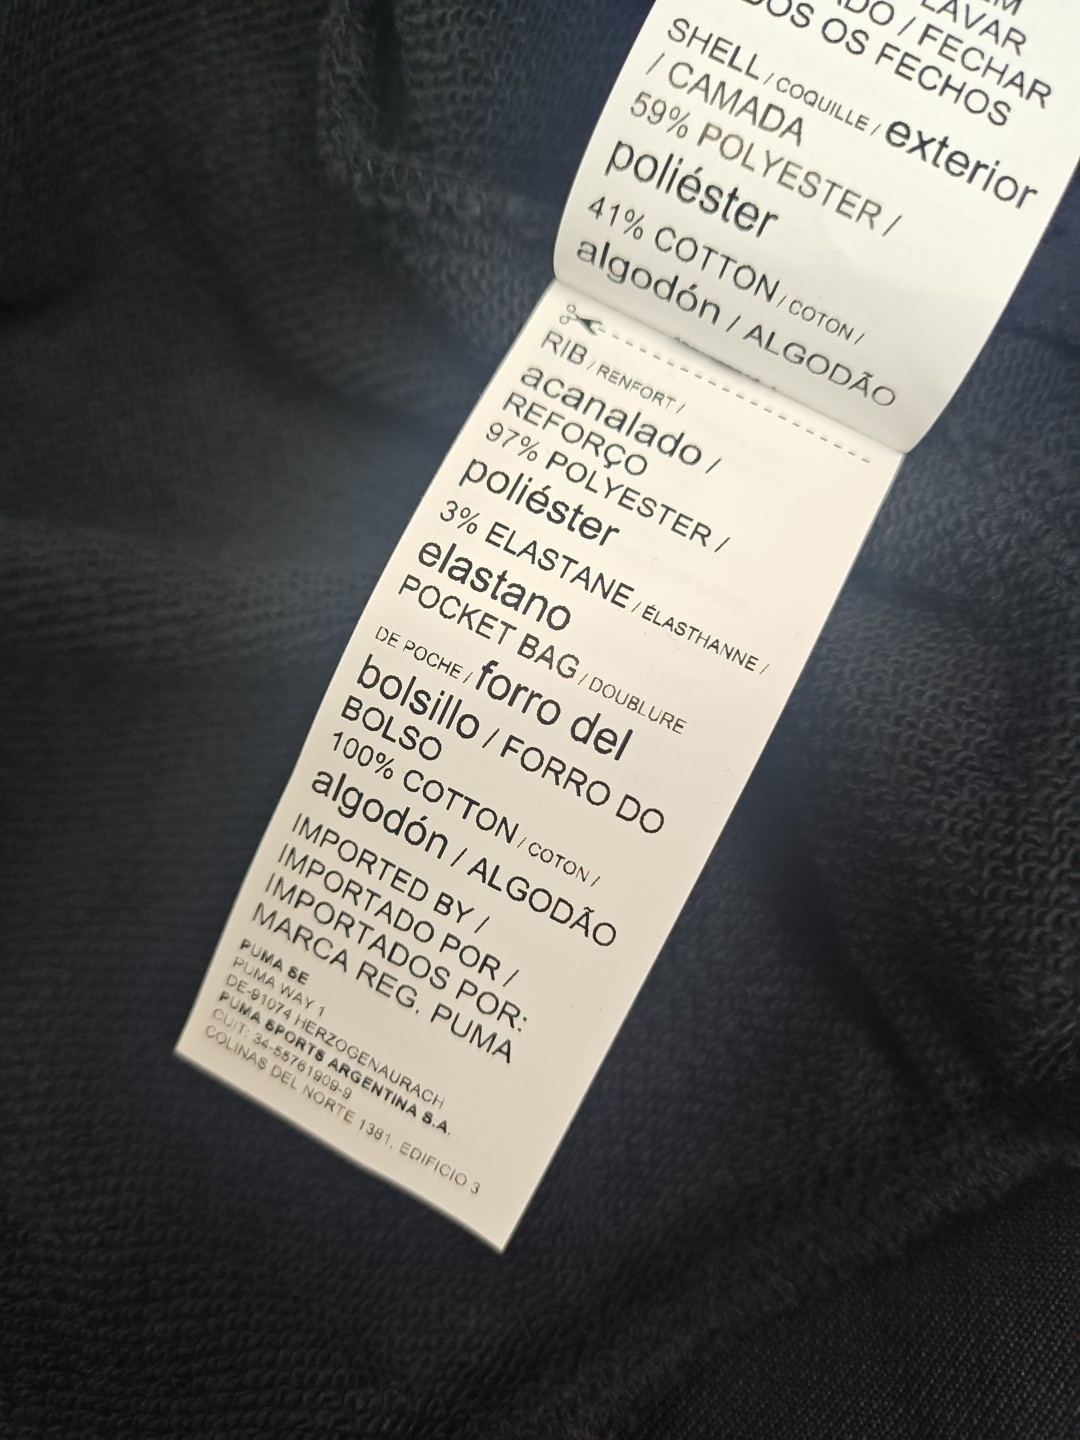 LAVAR
DO / FECHAR
DOS OS FECHOS
SHELL / COQUILLE / exterior
/ CAMADA
59% POLYESTER /
poliéster
41% COTTON / COTON /
algodón / ALGODÃO
RIB / RENFORT /
acanalado /
REFORÇO
97% POLYESTER /
poliéster
3% ELASTANE / ÉLASTHANNE /
elastano
POCKET BAG / DOUBLURE
DE POCHE / forro del
bolsillo / FORRO DO
BOLSO
100% COTTON / COTON /
algodón / ALGODÃO
IMPORTED BY /
IMPORTADO POR /
IMPORTADOS POR:
MARCA REG. PUMA
PUMA SE
PUMA WAY 1
DE-91074 HERZOGENAURACH
PUMA SPORTS ARGENTINA S.A.
CUIT: 34-55761909-9
COLINAS DEL NORTE 1381, EDIFICIO 3